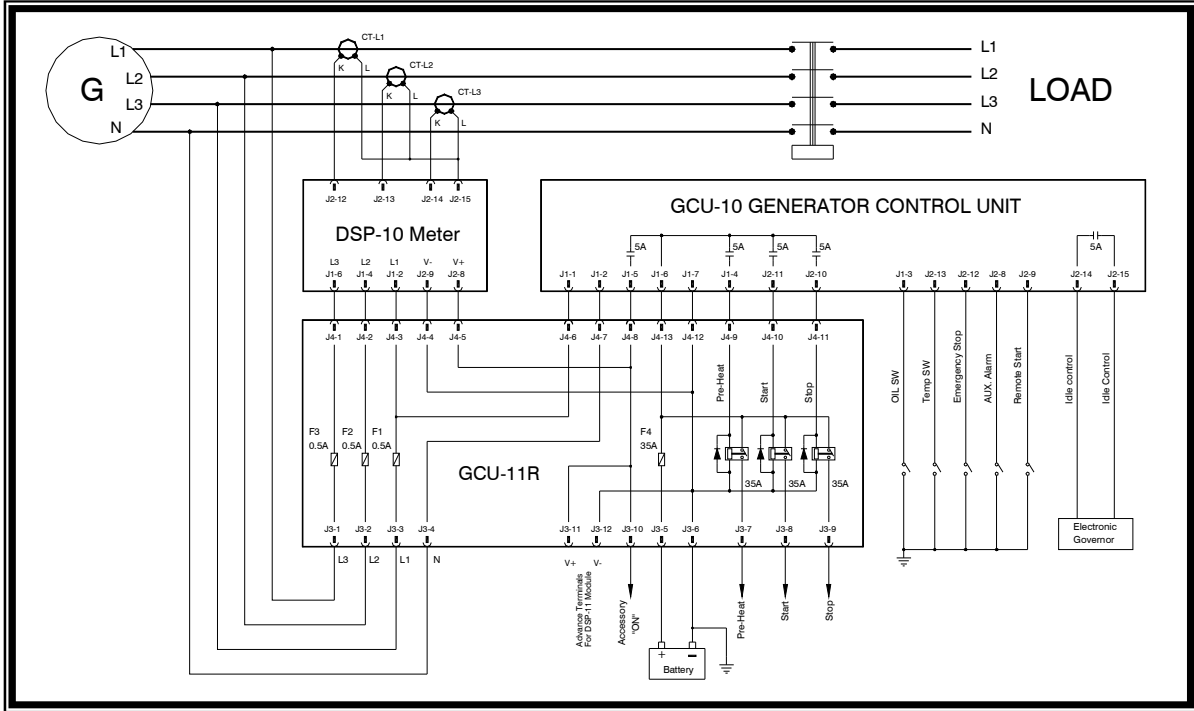 CT-L1
L1
L1
K L
CT-L2
L2
G
L2
K L
CT-L3
LOAD
L3
L3
K L
N
N
J2-12 J2-13 J2-14 J2-15
GCU-10 GENERATOR CONTROL UNIT
DSP-10 Meter
5A 5A 5A 5A 5A
L3 L2 L1 V- V+
J1-6 J1-4 J1-2 J2-9 J2-8
J1-1 J1-2 J1-5 J1-6 J1-7 J1-4 J2-11 J2-10
J1-3 J2-13 J2-12 J2-8 J2-9 J2-14 J2-15
J4-1 J4-2 J4-3 J4-4 J4-5 J4-6 J4-7 J4-8 J4-13 J4-12 J4-9 J4-10 J4-11
Pre-Heat
Start
Stop
OIL SW
Temp SW
Emergency Stop
AUX. Alarm
Remote Start
Idle control
Idle Control
F3 F2 F1 F4
0.5A 0.5A 0.5A 35A
GCU-11R
35A 35A 35A
J3-1 J3-2 J3-3 J3-4 J3-11 J3-12 J3-10 J3-5 J3-6 J3-7 J3-8 J3-9
Electronic
Governor
L3 L2 L1 N
V+ V-
Advance Terminals
For DSP-11 Module
Accessory
"ON"
Pre-Heat
Start
Stop
+ −
Battery